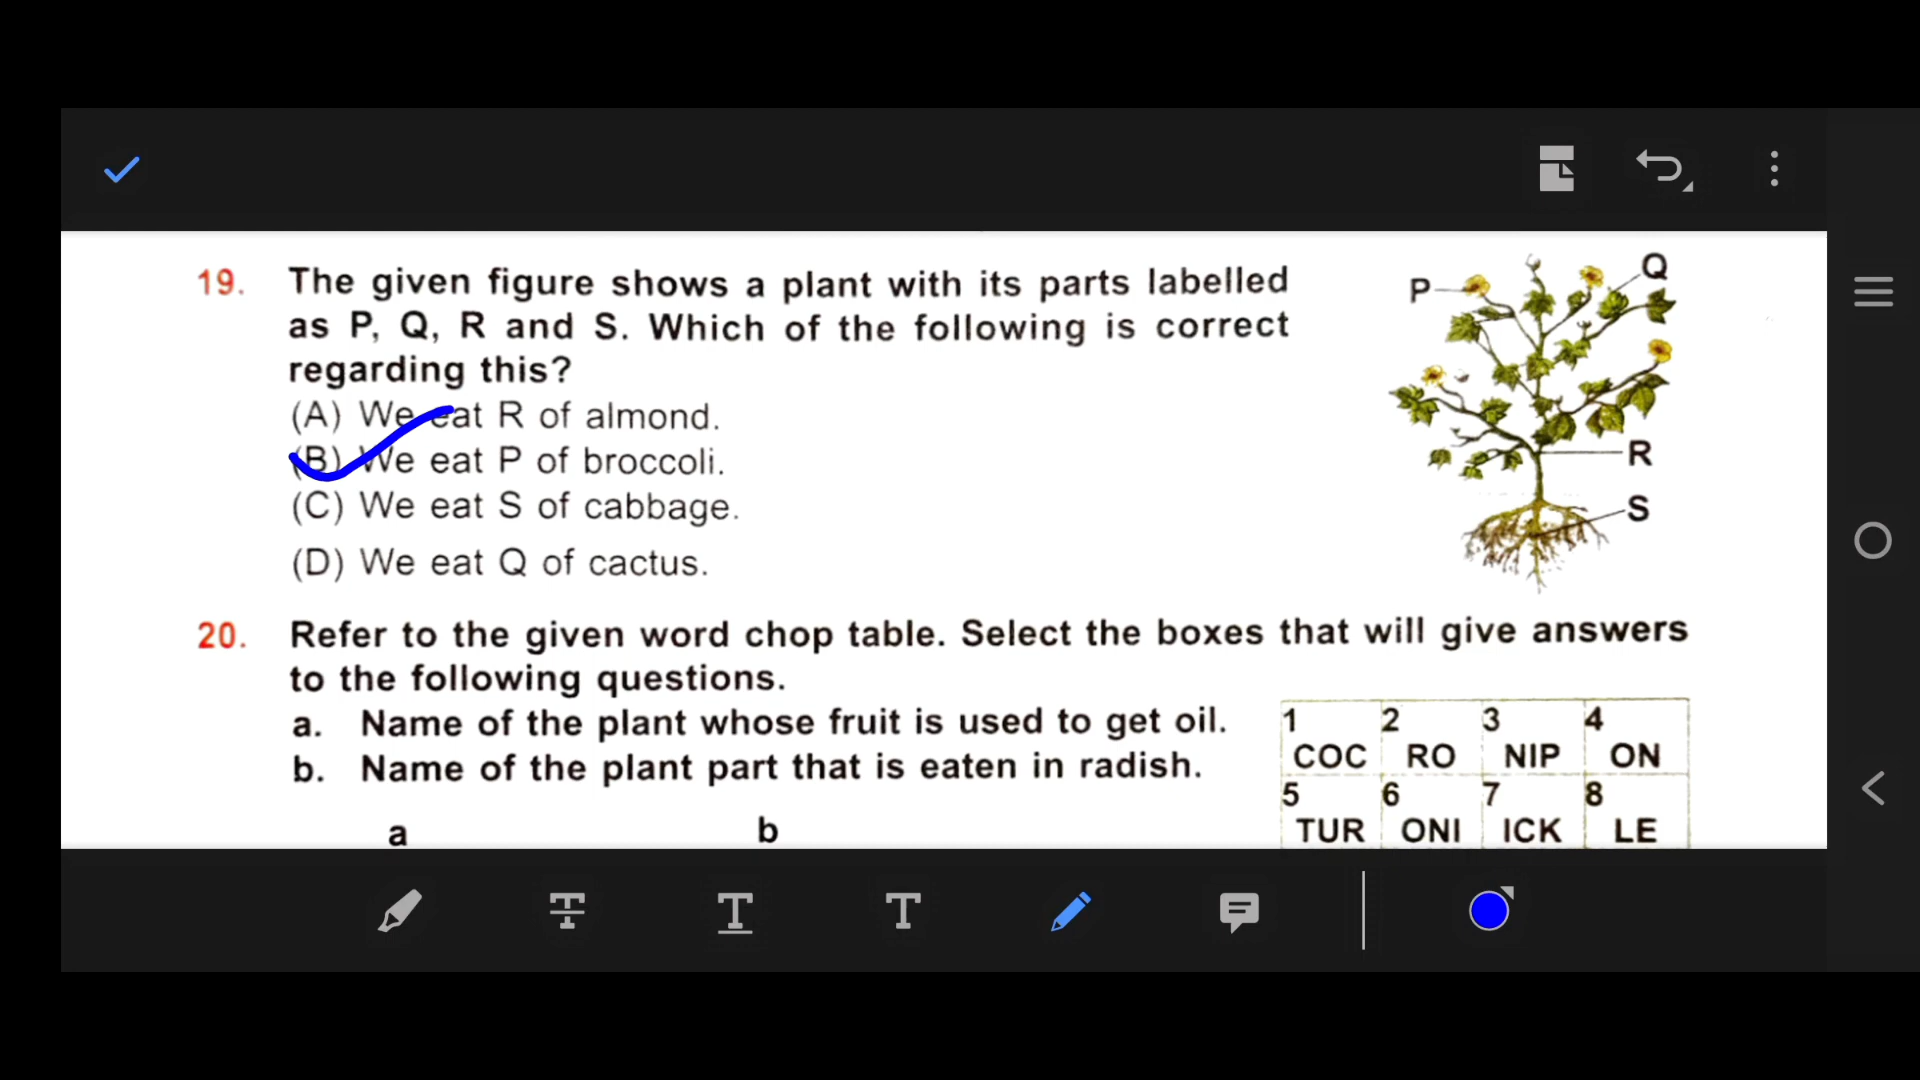 19. The given figure shows a plant with its parts labelled
as P, Q, R and S. Which of the following is correct
regarding this?
(A) We eat R of almond.
(B) We eat P of broccoli.
(C) We eat S of cabbage.
(D) We eat Q of cactus.
P
Q
R
S
20. Refer to the given word chop table. Select the boxes that will give answers
to the following questions.
a. Name of the plant whose fruit is used to get oil.
b. Name of the plant part that is eaten in radish.
a b
1 2 3 4
COC RO NIP ON
5 6 7 8
TUR ONI ICK LE
T T T